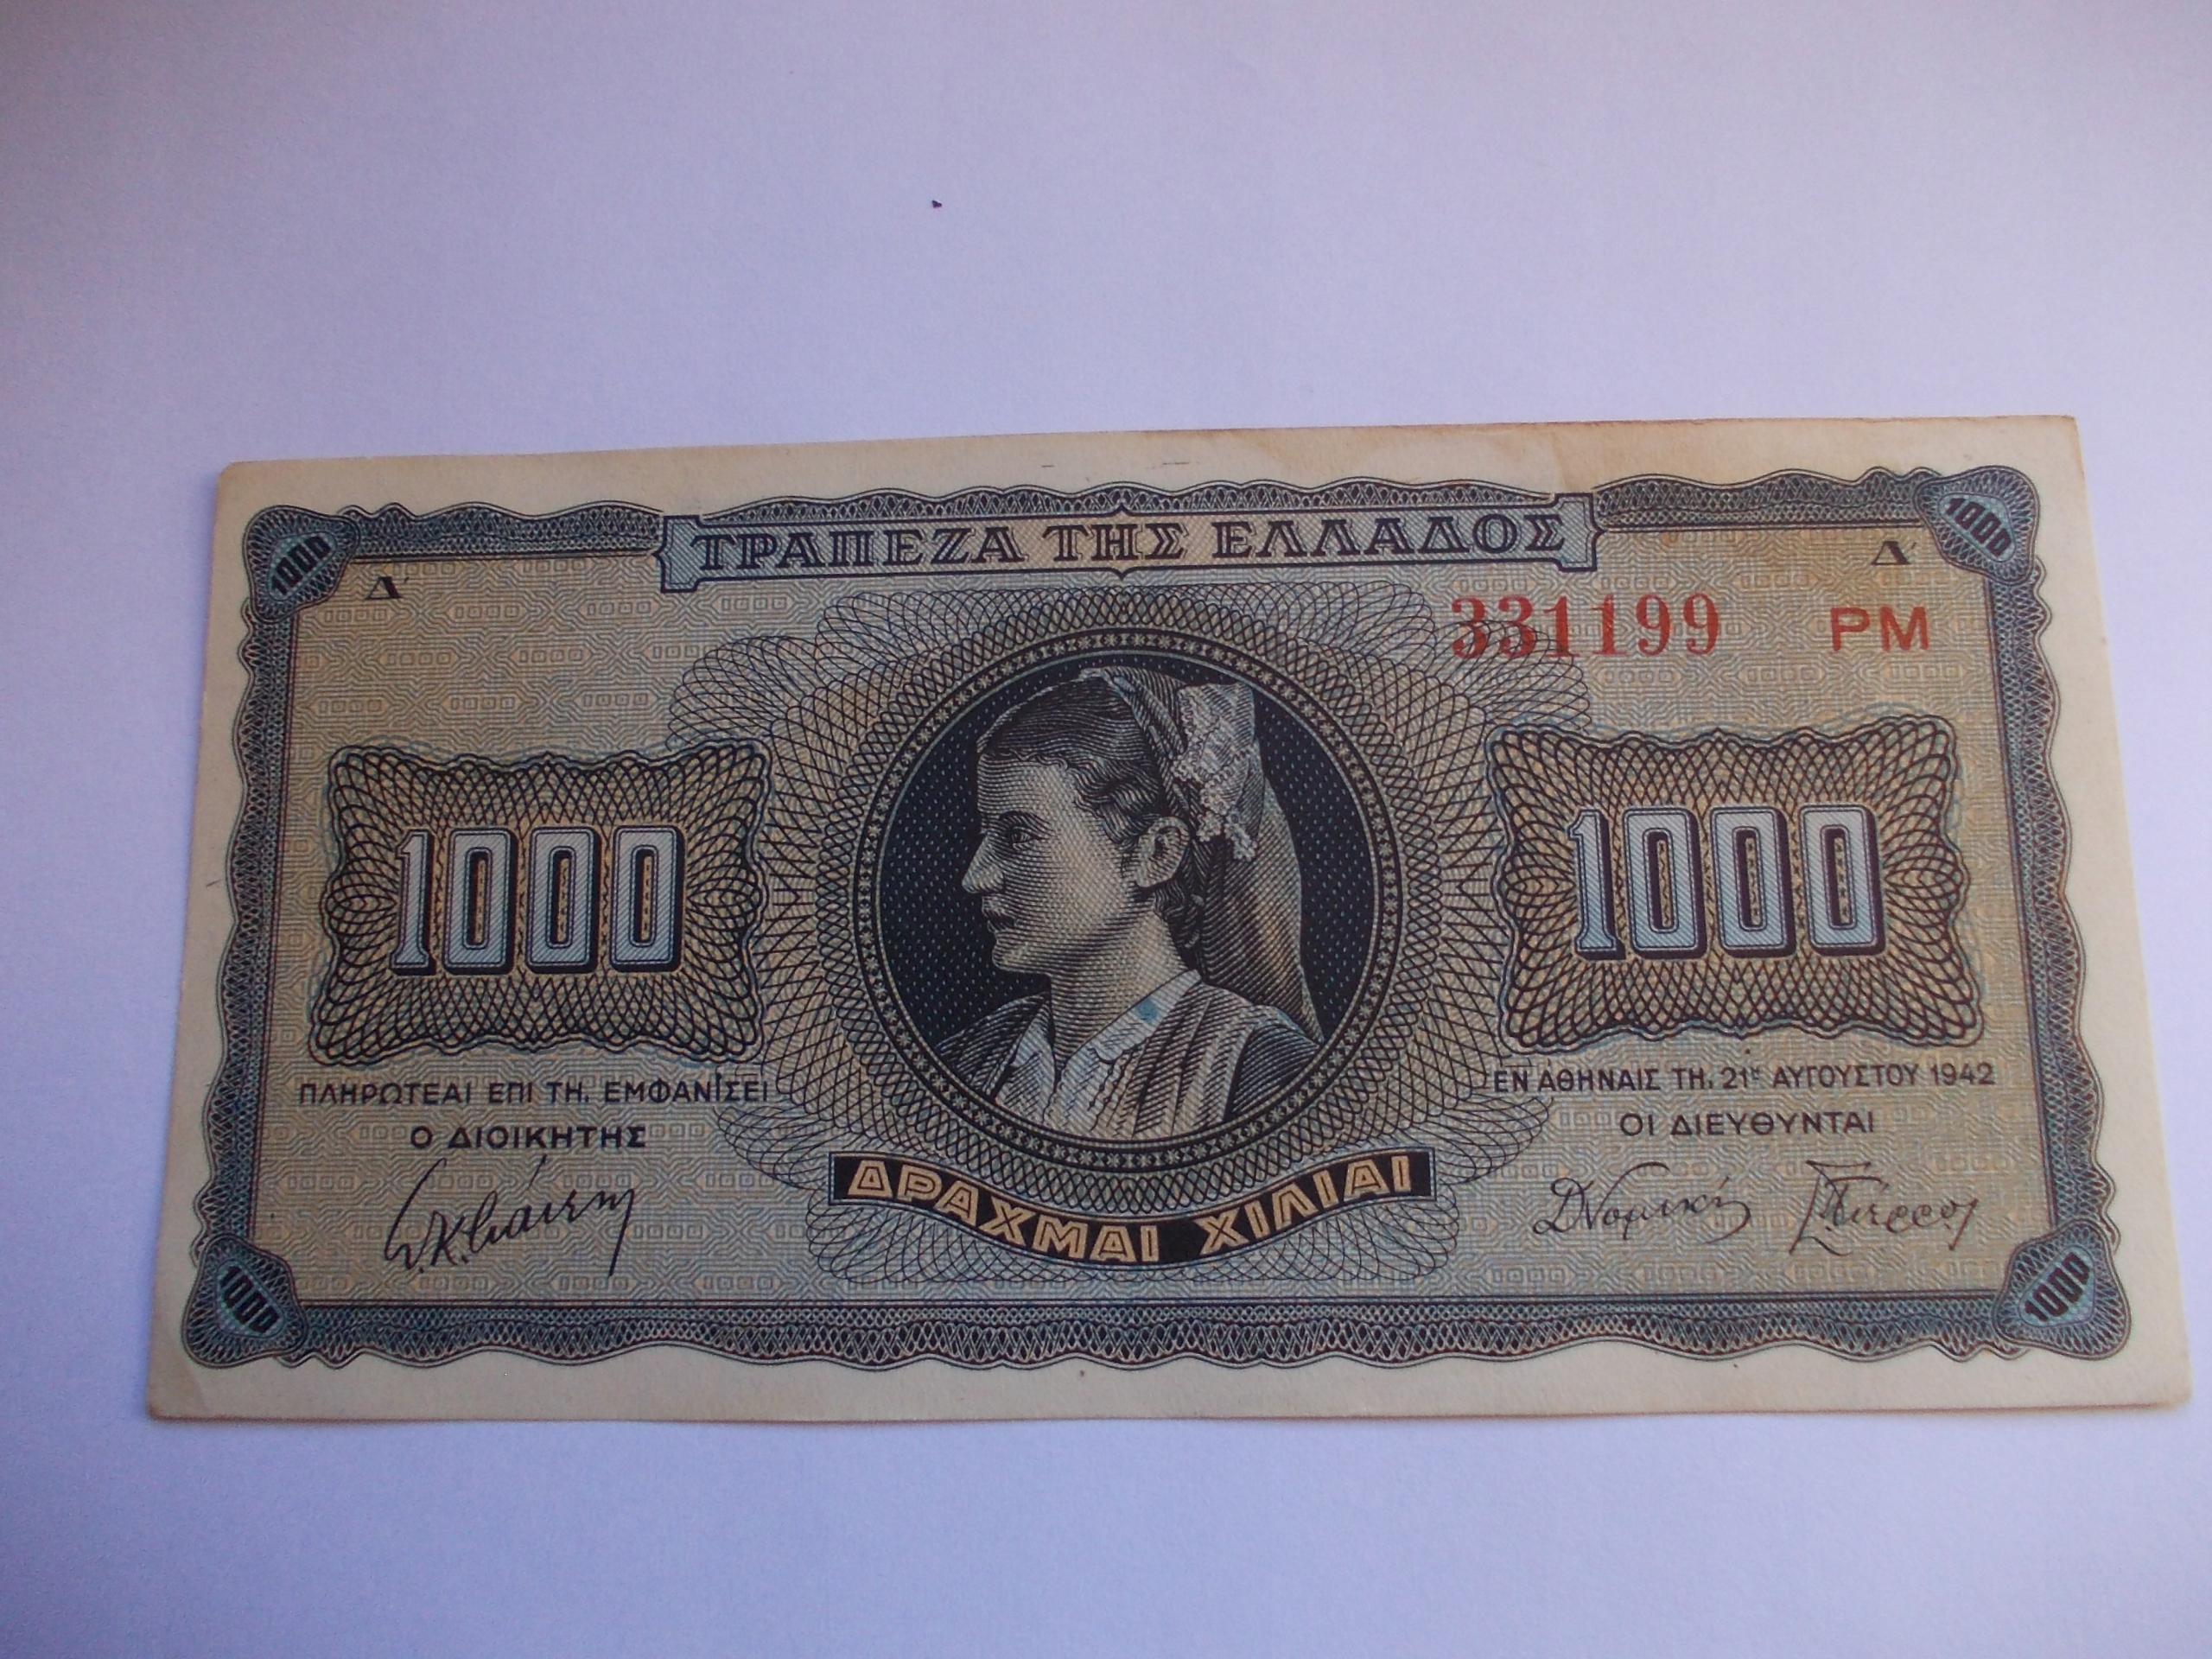 1000
1000
ΤΡΑΠΕΖΑ ΤΗΣ ΕΛΛΑΔΟΣ
Δ΄
Δ΄
331199 ΡΜ
1000
1000
ΠΛΗΡΩΤΕΑΙ ΕΠΙ ΤΗ, ΕΜΦΑΝΙΣΕΙ
Ο ΔΙΟΙΚΗΤΗΣ
ΕΝ ΑΘΗΝΑΙΣ ΤΗ, 21ῃ ΑΥΓΟΥΣΤΟΥ 1942
ΟΙ ΔΙΕΥΘΥΝΤΑΙ
ΔΡΑΧΜΑΙ ΧΙΛΙΑΙ
1000
1000